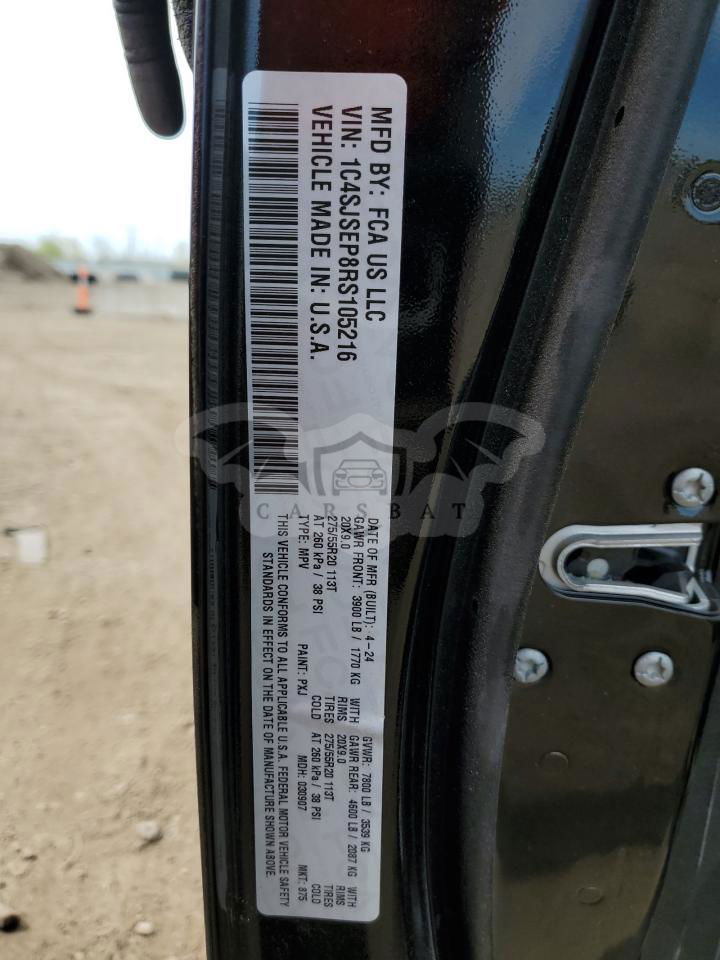 MFD BY: FCA US LLC
VIN: 1C4SJSEP8RS105216
VEHICLE MADE IN: U.S.A.
DATE OF MFR (BUILT): 4-24 GVWR: 7800 LB / 3539 KG
GAWR FRONT: 3900 LB / 1770 KG WITH GAWR REAR: 4600 LB / 2087 KG WITH
20X9.0 RIMS 20X9.0 RIMS
275/55R20 113T TIRES 275/55R20 113T TIRES
AT 260 kPa / 38 PSI COLD AT 260 kPa / 38 PSI COLD
TYPE: MPV PAINT: PXJ MDH: 030907 MKT: 875
THIS VEHICLE CONFORMS TO ALL APPLICABLE U.S.A. FEDERAL MOTOR VEHICLE SAFETY
STANDARDS IN EFFECT ON THE DATE OF MANUFACTURE SHOWN ABOVE.
CARSBAT